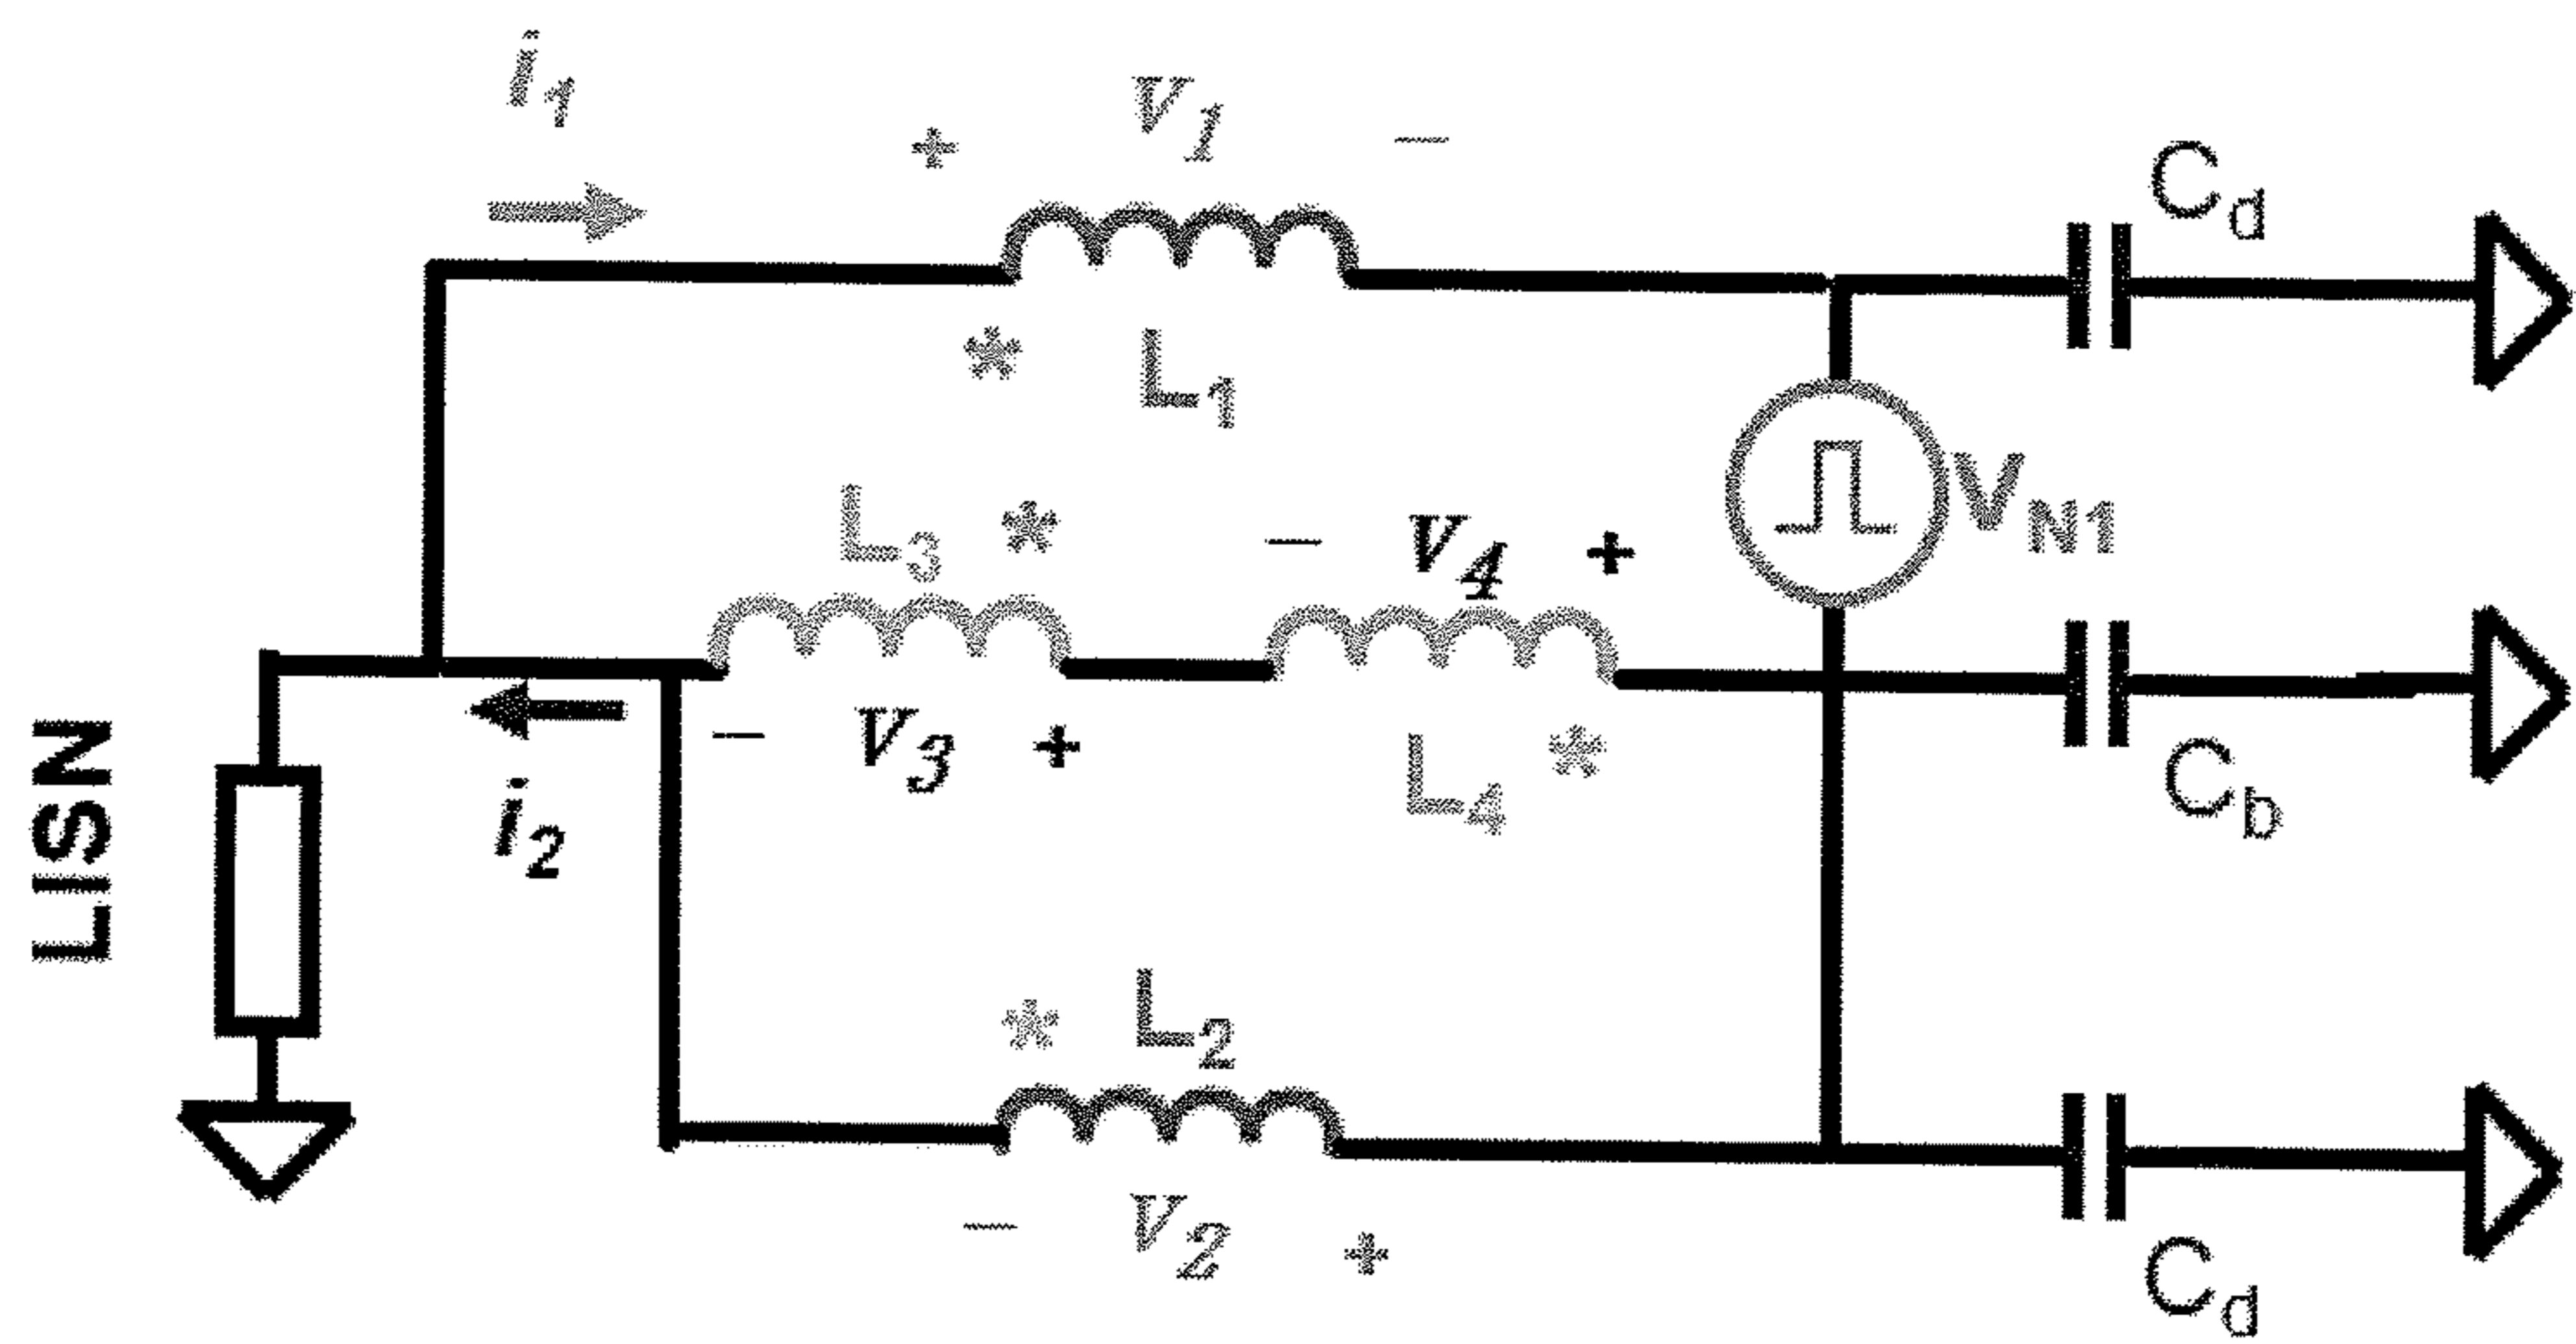 i1
+ V1 −
Cd
* L1
L3 * − V4 + VN1
− V3 + L4 *
Cb
LISN
i2
* L2
− V2 +
Cd